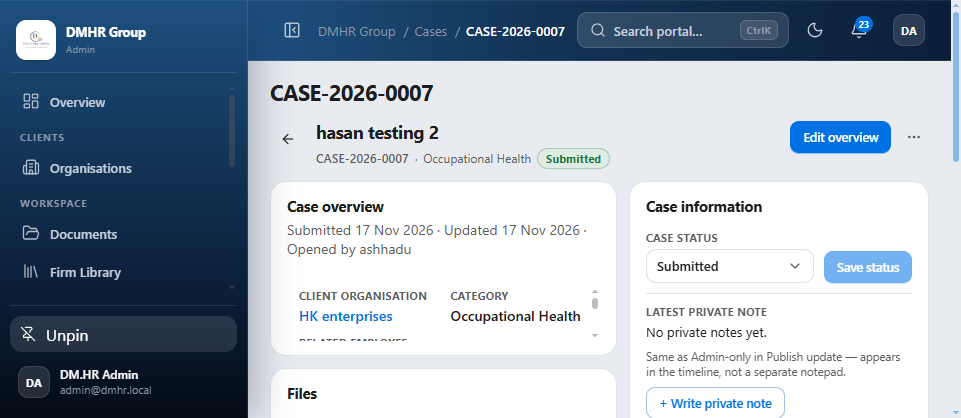 DMHR Group
Admin
Overview
CLIENTS
Organisations
WORKSPACE
Documents
Firm Library
Unpin
DA
DM.HR Admin
admin@dmhr.local
DMHR Group / Cases / CASE-2026-0007
Search portal...
CtrlK
23
DA
CASE-2026-0007
hasan testing 2
CASE-2026-0007 · Occupational Health Submitted
Edit overview
Case overview
Submitted 17 Nov 2026 · Updated 17 Nov 2026 ·
Opened by ashhadu
CLIENT ORGANISATION CATEGORY
HK enterprises Occupational Health
RELATED EMPLOYEE
Files
Case information
CASE STATUS
Submitted
Save status
LATEST PRIVATE NOTE
No private notes yet.
Same as Admin-only in Publish update — appears
in the timeline, not a separate notepad.
+ Write private note